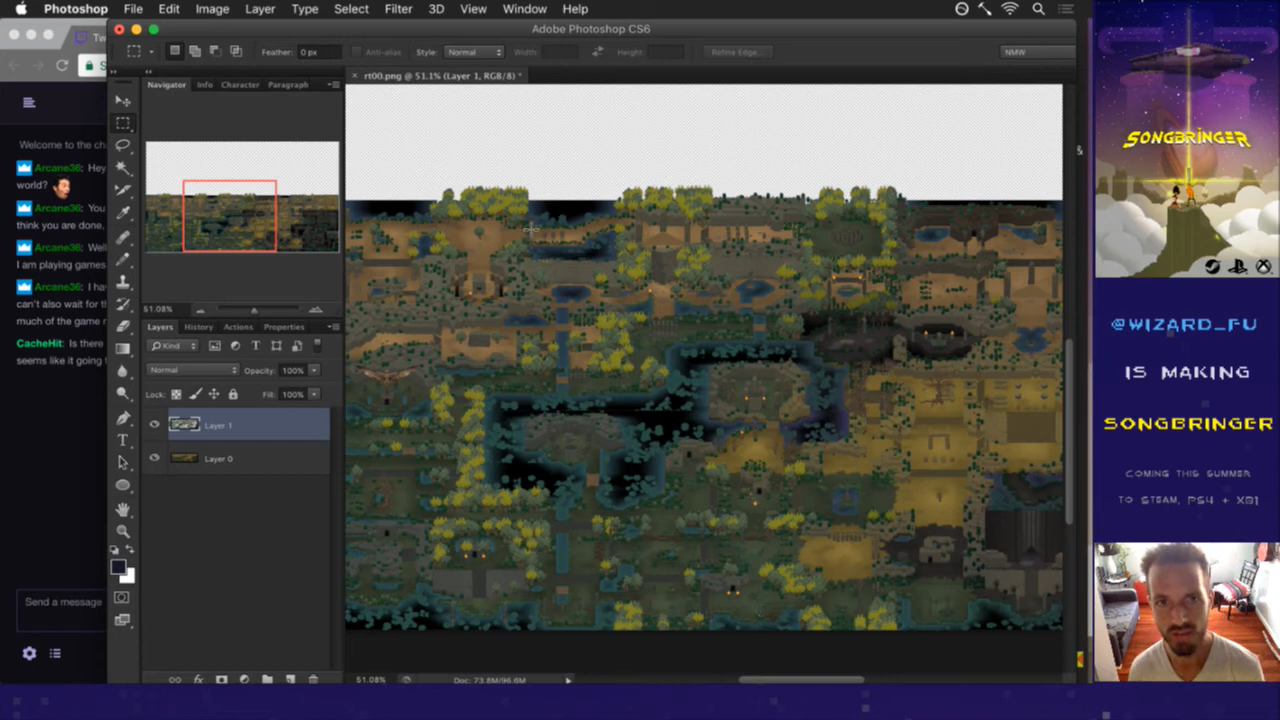 Photoshop File Edit Image Layer Type Select Filter 3D View Window Help
Adobe Photoshop CS6
Feather: 0 px Anti-alias Style: Normal Width: Height: Refine Edge... NMW
rt00.png @ 51.1% (Layer 1, RGB/8) *
Navigator Info Character Paragraph
51.08%
Layers History Actions Properties
Kind
Normal Opacity: 100%
Lock: Fill: 100%
Layer 1
Layer 0
51.08% Doc: 73.8M/96.6M
Tw
S
Welcome to the ch
Arcane36: Hey
world?
Arcane36: You
think you are done,
Arcane36: Well
I am playing games
Arcane36: I ha
can't also wait for th
much of the game r
CacheHit: Is there
seems like it going t
Send a message
&
SONGBRINGER
@WIZARD_FU
IS MAKING
SONGBRINGER
COMING THIS SUMMER
TO STEAM, PS4 + XB1